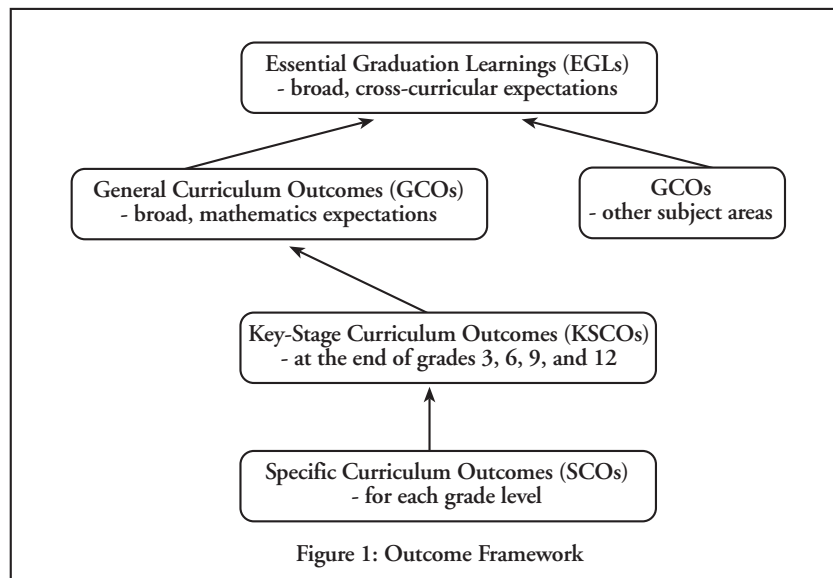 Essential Graduation Learnings (EGLs)
- broad, cross-curricular expectations
General Curriculum Outcomes (GCOs)
- broad, mathematics expectations
GCOs
- other subject areas
Key-Stage Curriculum Outcomes (KSCOs)
- at the end of grades 3, 6, 9, and 12
Specific Curriculum Outcomes (SCOs)
- for each grade level
Figure 1: Outcome Framework